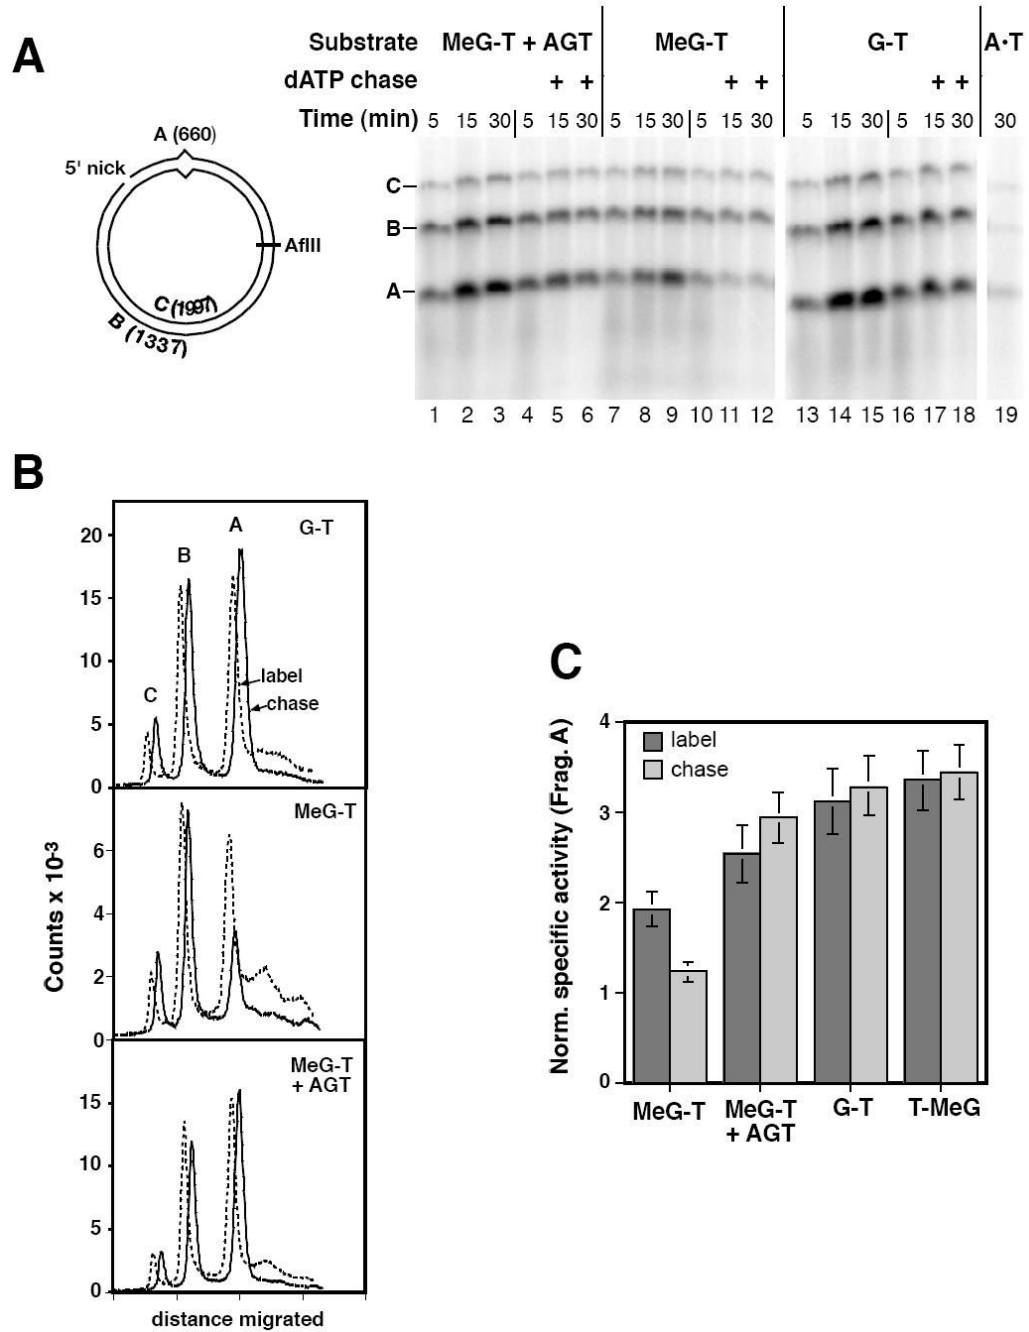 A
Substrate MeG-T + AGT MeG-T G-T A•T
dATP chase + + + + + +
Time (min) 5 15 30 5 15 30 5 15 30 5 15 30 5 15 30 5 15 30 30
A (660)
5' nick
AflII
C (1997)
B (1337)
C
B
A
1 2 3 4 5 6 7 8 9 10 11 12 13 14 15 16 17 18 19
B
Counts x 10-3
20
15
10
5
0
G-T
A
B
C
label
chase
6
4
2
0
MeG-T
15
10
5
0
MeG-T
+ AGT
distance migrated
C
Norm. specific activity (Frag. A)
4
3
2
1
0
label
chase
MeG-T MeG-T + AGT G-T T-MeG